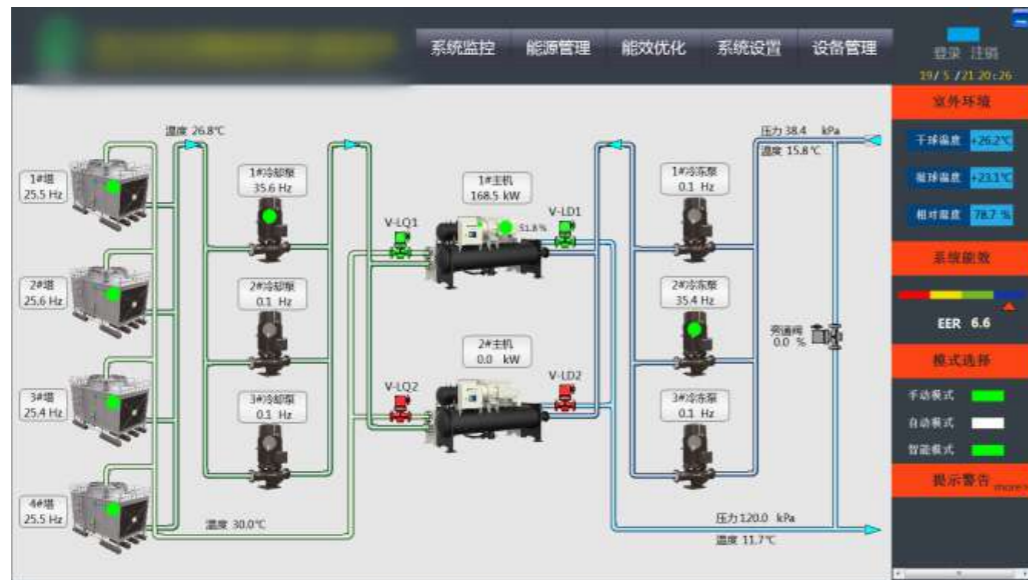 系统监控 能源管理 能效优化 系统设置 设备管理
登录 注销
19/ 5 /21 20:26
室外环境
干球温度 +26.2℃
湿球温度 +23.1℃
相对湿度 78.7 %
系统能效
EER 6.6
模式选择
手动模式
自动模式
智能模式
提示警告 more>
温度 26.8℃
压力 38.4 kPa
温度 15.8℃
1#塔
25.5 Hz
2#塔
25.6 Hz
3#塔
25.4 Hz
4#塔
25.5 Hz
1#冷却泵
35.6 Hz
2#冷却泵
0.1 Hz
3#冷却泵
0.1 Hz
V-LQ1
V-LQ2
1#主机
168.5 kW
51.8 %
2#主机
0.0 kW
V-LD1
V-LD2
1#冷冻泵
0.1 Hz
2#冷冻泵
35.4 Hz
3#冷冻泵
0.1 Hz
旁通阀
0.0 %
温度 30.0℃
压力120.0 kPa
温度 11.7℃